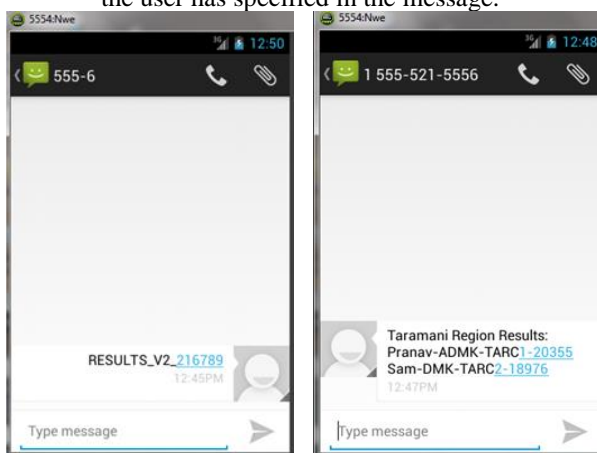 the user has specified in the message.
5554:Nwe
3G 12:50
555-6
RESULTS_V2_216789
12:45PM
Type message
5554:Nwe
3G 12:48
1 555-521-5556
Taramani Region Results:
Pranav-ADMK-TARC1-20355
Sam-DMK-TARC2-18976
12:47PM
Type message